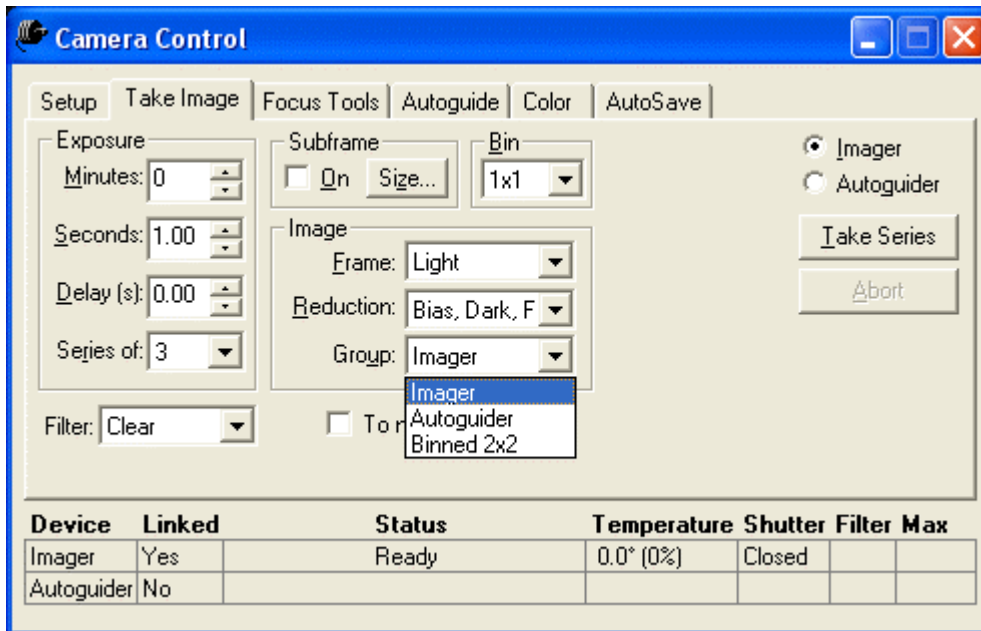 Camera Control
Setup Take Image Focus Tools Autoguide Color AutoSave
Exposure
Minutes: 0
Seconds: 1.00
Delay (s): 0.00
Series of: 3
Filter: Clear
Subframe
On Size...
Bin
1x1
Image
Frame: Light
Reduction: Bias, Dark, F
Group: Imager
Imager
Autoguider
Binned 2x2
To
Imager
Autoguider
Take Series
Abort
Device Linked Status Temperature Shutter Filter Max
Imager Yes Ready 0.0° (0%) Closed
Autoguider No